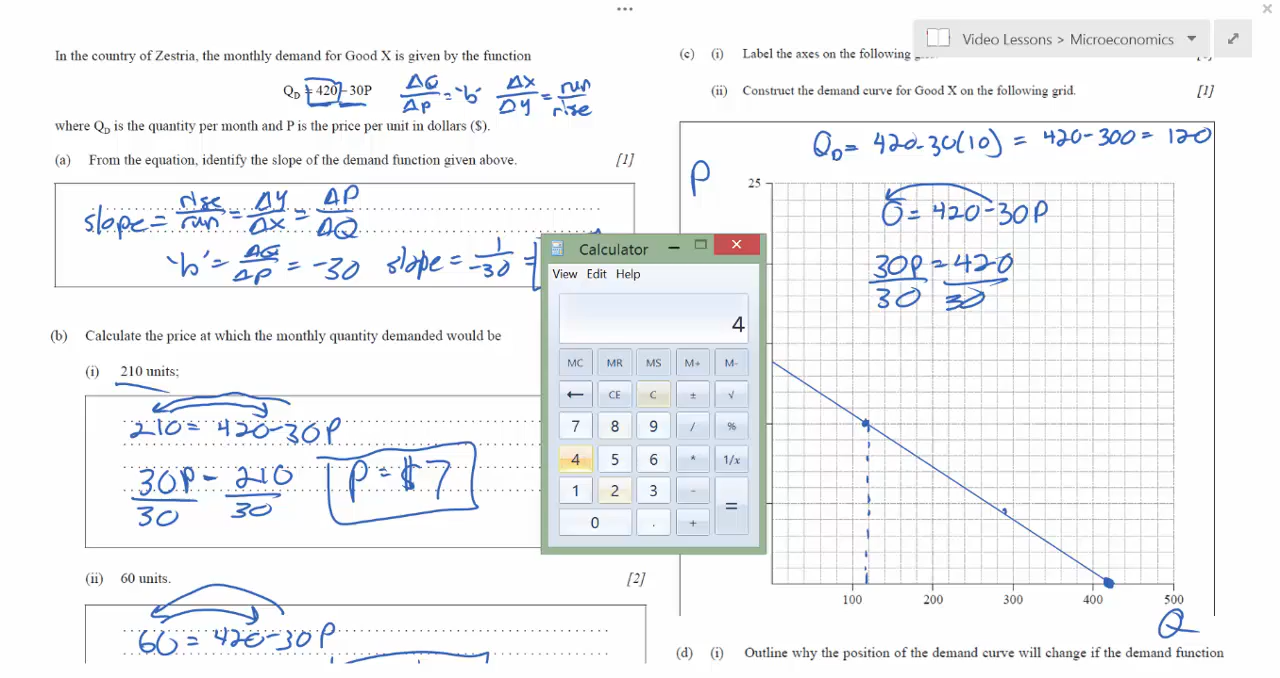 In the country of Zestria, the monthly demand for Good X is given by the function
Q_D = 420 - 30P
ΔQ/ΔP = 'b' ΔX/ΔY = run/rise
where Q_D is the quantity per month and P is the price per unit in dollars ($).
(a) From the equation, identify the slope of the demand function given above. [1]
slope = rise/run = ΔY/ΔX = ΔP/ΔQ
'b' = ΔQ/ΔP = -30 slope = 1/-30 =
(b) Calculate the price at which the monthly quantity demanded would be
(i) 210 units;
210 = 420 - 30P
30P/30 - 210/30 P = $7
(ii) 60 units. [2]
60 = 420 - 30P
Calculator
View Edit Help
4
MC MR MS M+ M-
← CE C ± √
7 8 9 / %
4 5 6 * 1/x
1 2 3 - =
0 . +
Video Lessons > Microeconomics
(c) (i) Label the axes on the following
(ii) Construct the demand curve for Good X on the following grid. [1]
Q_D = 420 - 30(10) = 420 - 300 = 120
P
25
0 = 420 - 30P
30P/30 = 420/30
100 200 300 400 500
Q
(d) (i) Outline why the position of the demand curve will change if the demand function